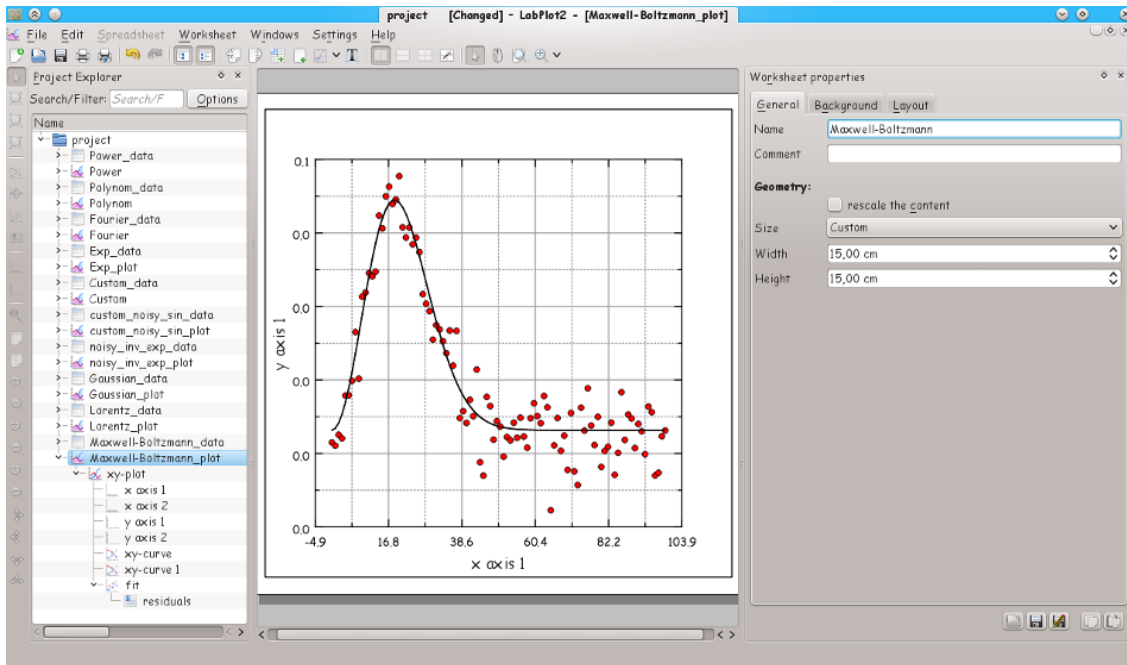 project [Changed] - LabPlot2 - [Maxwell-Boltzmann_plot]
File Edit Spreadsheet Worksheet Windows Settings Help
Project Explorer
Search/Filter: Search/F Options
Name
project
Power_data
Power
Polynom_data
Polynom
Fourier_data
Fourier
Exp_data
Exp_plot
Custom_data
Custom
custom_noisy_sin_data
custom_noisy_sin_plot
noisy_inv_exp_data
noisy_inv_exp_plot
Gaussian_data
Gaussian_plot
Lorentz_data
Lorentz_plot
Maxwell-Boltzmann_data
Maxwell-Boltzmann_plot
xy-plot
x axis 1
x axis 2
y axis 1
y axis 2
xy-curve
xy-curve 1
fit
residuals
0.1
0.0
0.0
0.0
0.0
0.0
y axis 1
-4.9 16.8 38.6 60.4 82.2 103.9
x axis 1
Worksheet properties
General Background Layout
Name Maxwell-Boltzmann
Comment
Geometry:
rescale the content
Size Custom
Width 15,00 cm
Height 15,00 cm